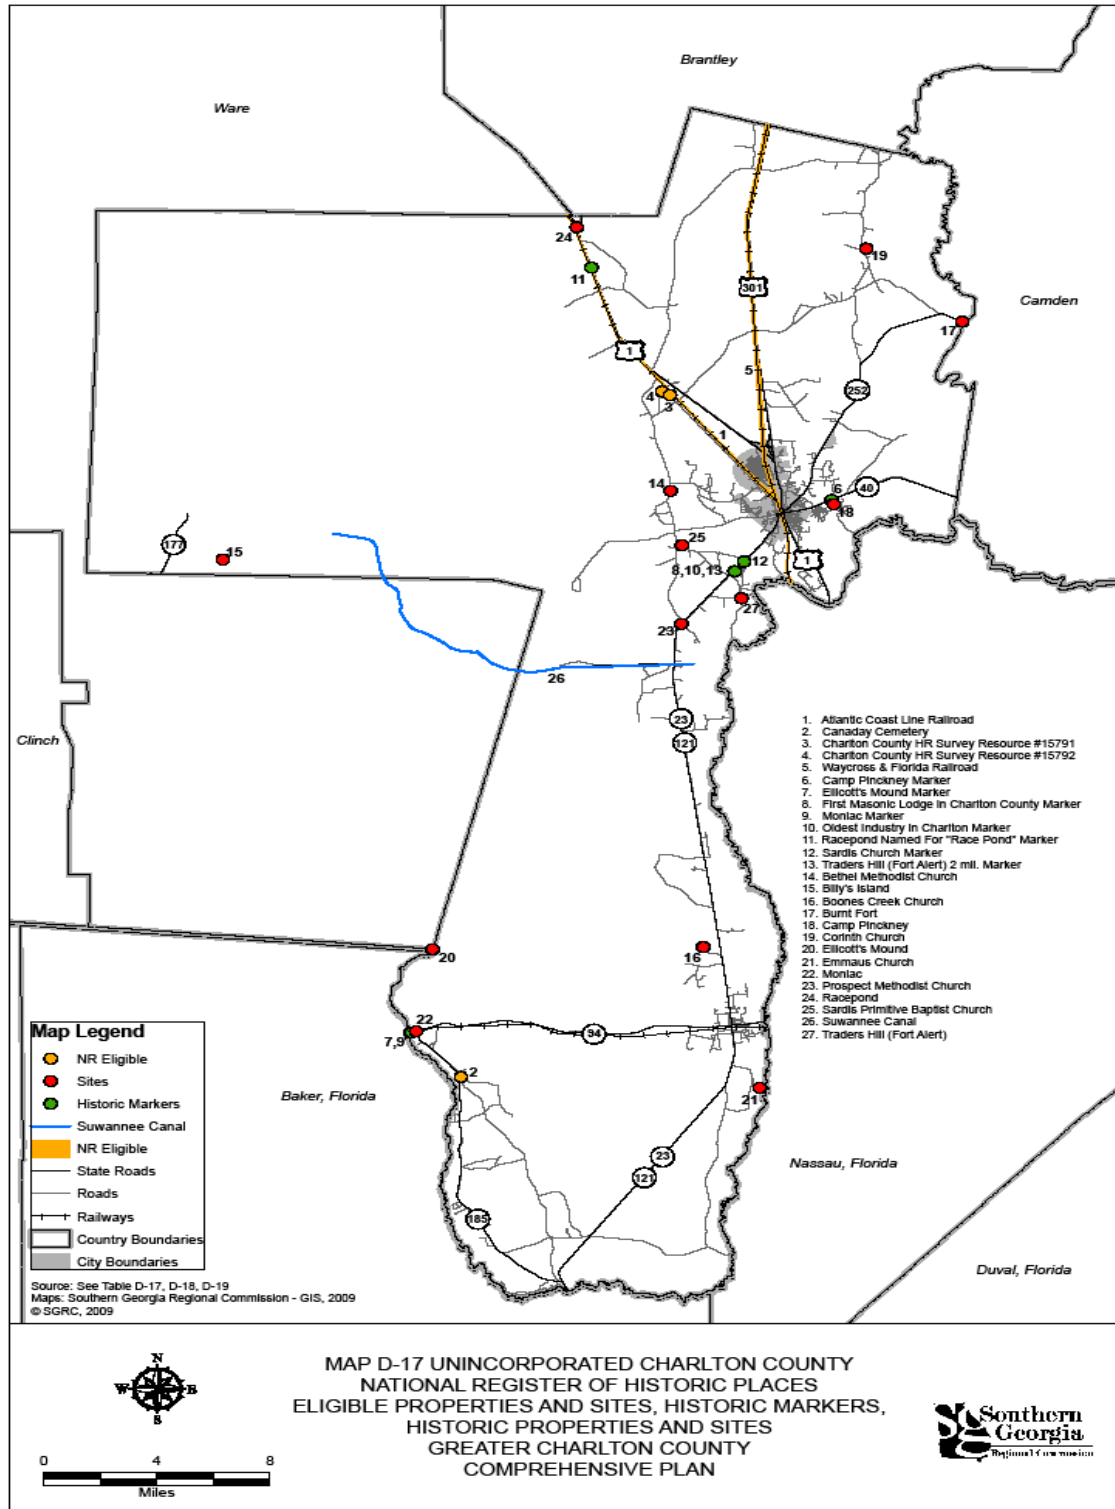 Brantley
Ware
24
11
19
301
Camden
17
1
5
4
3
252
1
14
6
40
18
177
15
25
12
1
8,10,13
27
23
26
23
121
Clinch
1. Atlantic Coast Line Railroad
2. Canaday Cemetery
3. Charlton County HR Survey Resource #15791
4. Charlton County HR Survey Resource #15792
5. Waycross & Florida Railroad
6. Camp Pinckney Marker
7. Ellicott's Mound Marker
8. First Masonic Lodge in Charlton County Marker
9. Moniac Marker
10. Oldest Industry in Charlton Marker
11. Racepond Named For "Race Pond" Marker
12. Sardis Church Marker
13. Traders Hill (Fort Alert) 2 mil. Marker
14. Bethel Methodist Church
15. Billy's Island
16. Boones Creek Church
17. Burnt Fort
18. Camp Pinckney
19. Corinth Church
20. Ellicott's Mound
21. Emmaus Church
22. Moniac
23. Prospect Methodist Church
24. Racepond
25. Sardis Primitive Baptist Church
26. Suwannee Canal
27. Traders Hill (Fort Alert)
20
16
22
7,9
94
2
21
Baker, Florida
23
121
Nassau, Florida
185
Duval, Florida
Map Legend
NR Eligible
Sites
Historic Markers
Suwannee Canal
NR Eligible
State Roads
Roads
Railways
Country Boundaries
City Boundaries
Source: See Table D-17, D-18, D-19
Maps: Southern Georgia Regional Commission - GIS, 2009
© SGRC, 2009
N
W E
S
0 4 8
Miles
MAP D-17 UNINCORPORATED CHARLTON COUNTY
NATIONAL REGISTER OF HISTORIC PLACES
ELIGIBLE PROPERTIES AND SITES, HISTORIC MARKERS,
HISTORIC PROPERTIES AND SITES
GREATER CHARLTON COUNTY
COMPREHENSIVE PLAN
Southern
Georgia
Regional Commission